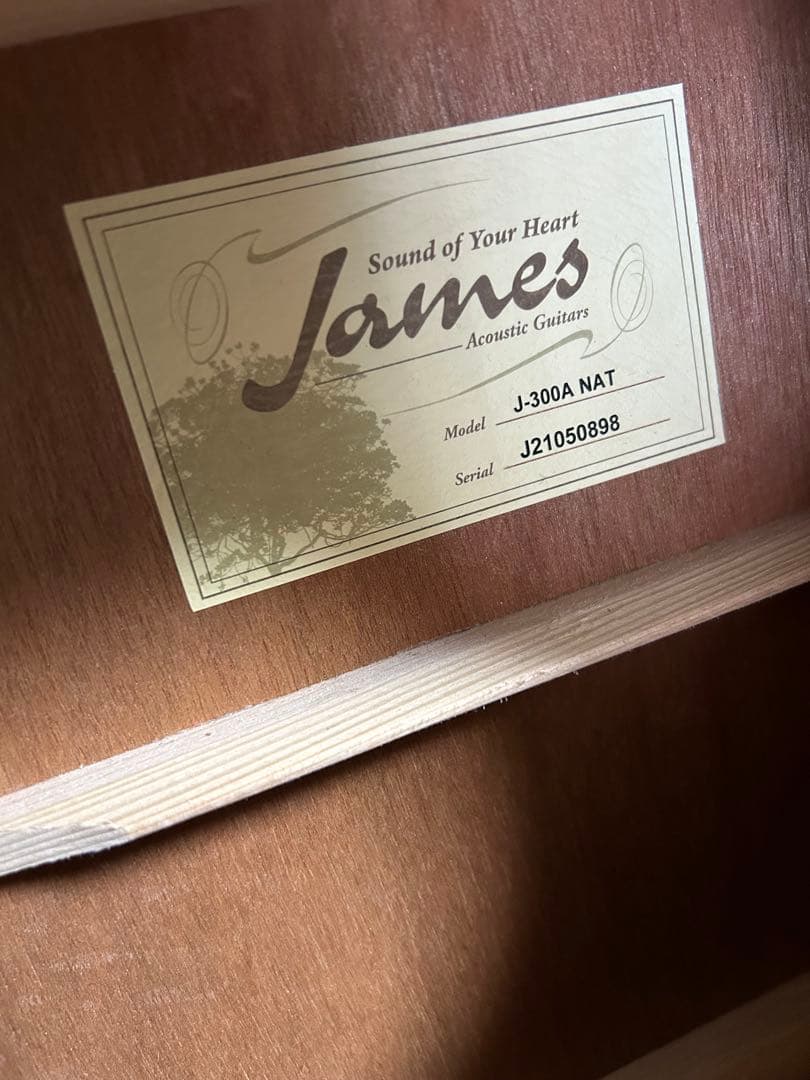 Sound of Your Heart
James
Acoustic Guitars
Model J-300A NAT
Serial J21050898